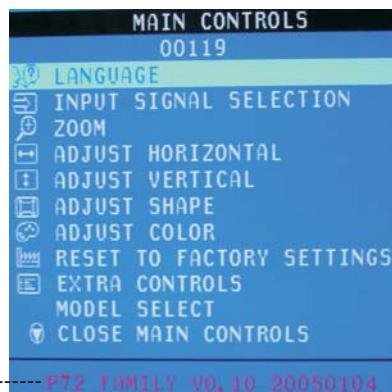 MAIN CONTROLS
00119
LANGUAGE
INPUT SIGNAL SELECTION
ZOOM
ADJUST HORIZONTAL
ADJUST VERTICAL
ADJUST SHAPE
ADJUST COLOR
RESET TO FACTORY SETTINGS
EXTRA CONTROLS
MODEL SELECT
CLOSE MAIN CONTROLS
P72 FAMILY V0.10 20050104